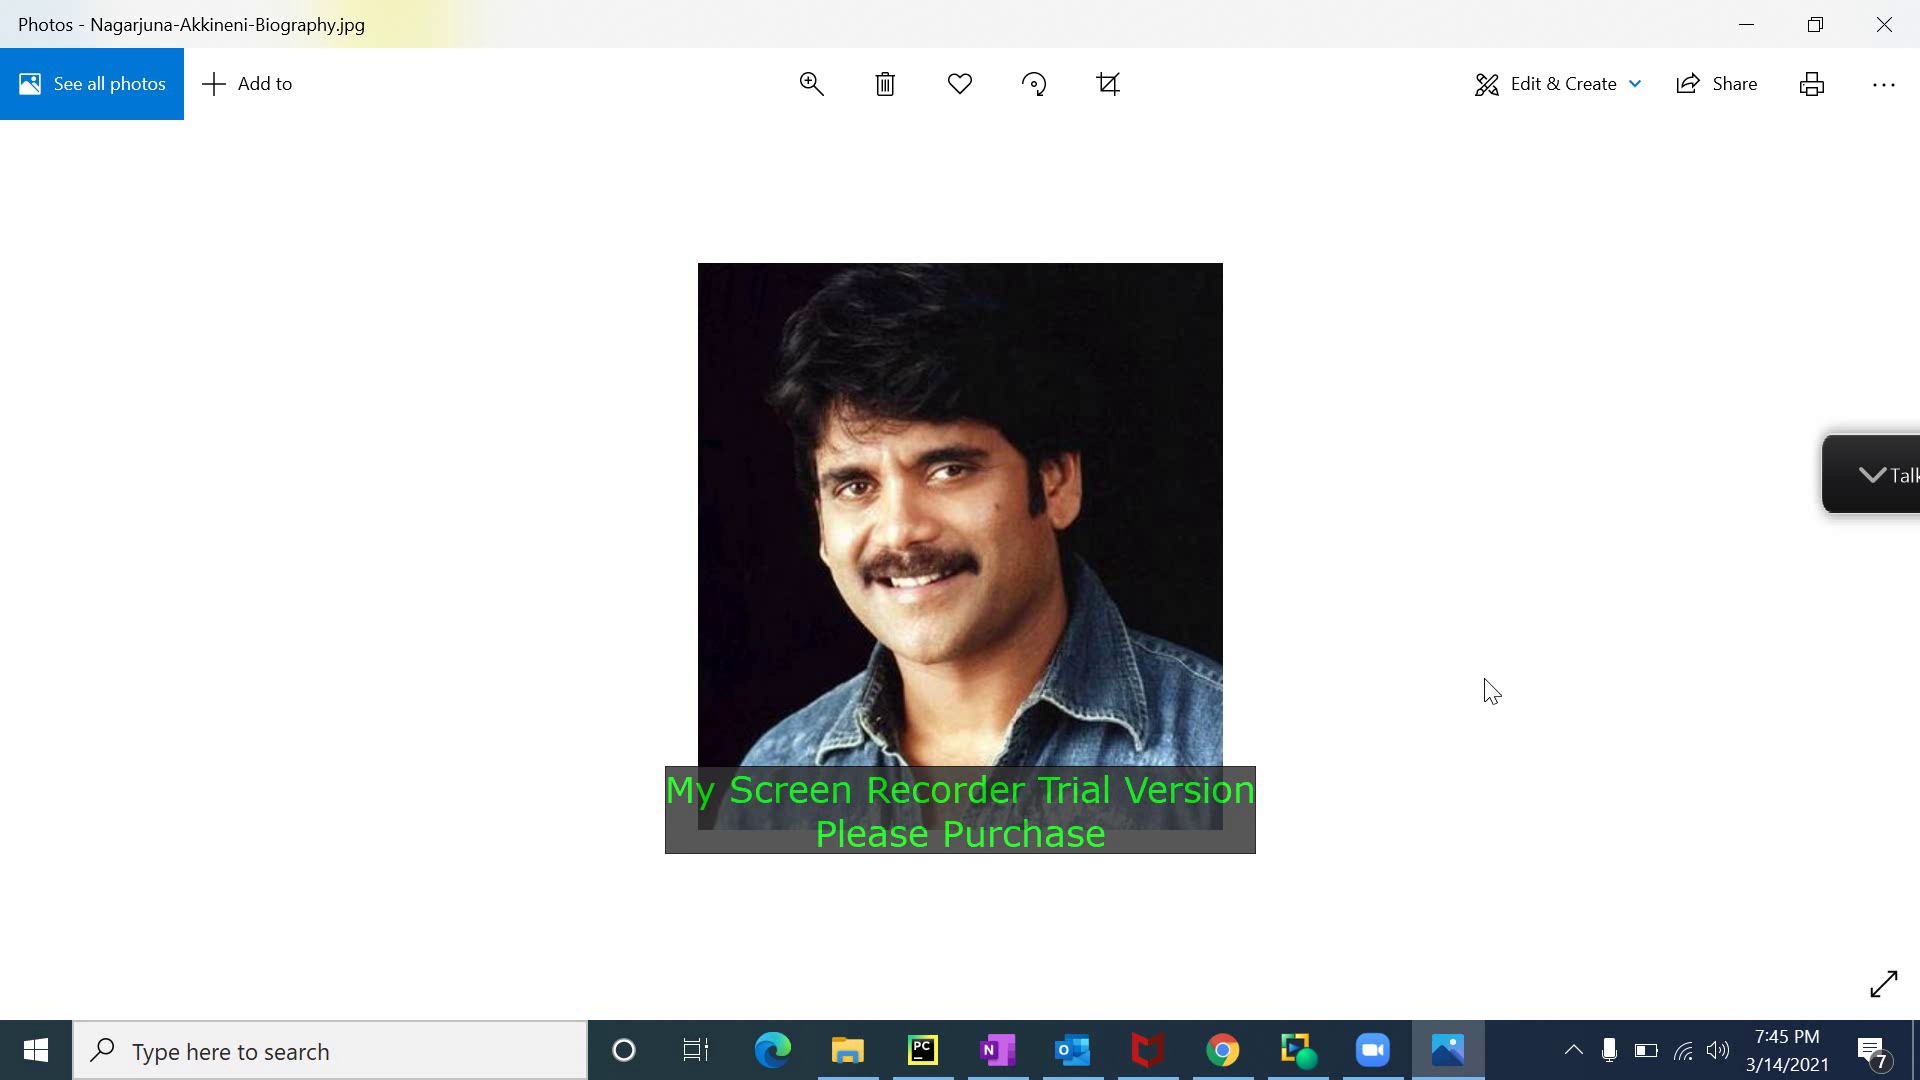 Photos - Nagarjuna-Akkineni-Biography.jpg
See all photos
Add to
Edit & Create
Share
Talk
My Screen Recorder Trial Version
Please Purchase
Type here to search
PC
N
O
7:45 PM
3/14/2021
7